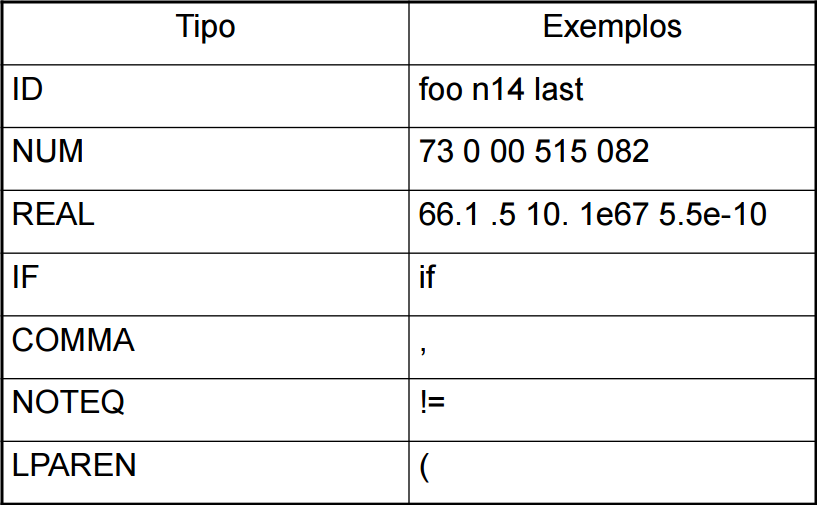 Tipo Exemplos
ID foo n14 last
NUM 73 0 00 515 082
REAL 66.1 .5 10. 1e67 5.5e-10
IF if
COMMA ,
NOTEQ !=
LPAREN (